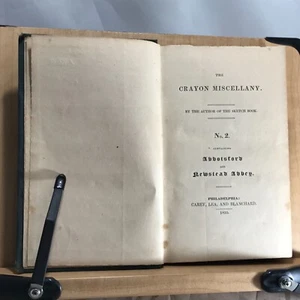 THE
CRAYON MISCELLANY.
BY THE AUTHOR OF THE SKETCH BOOK.
No. 2.
CONTAINING
Abbotsford
AND
Newstead Abbey.
PHILADELPHIA:
CAREY, LEA, AND BLANCHARD.
1835.